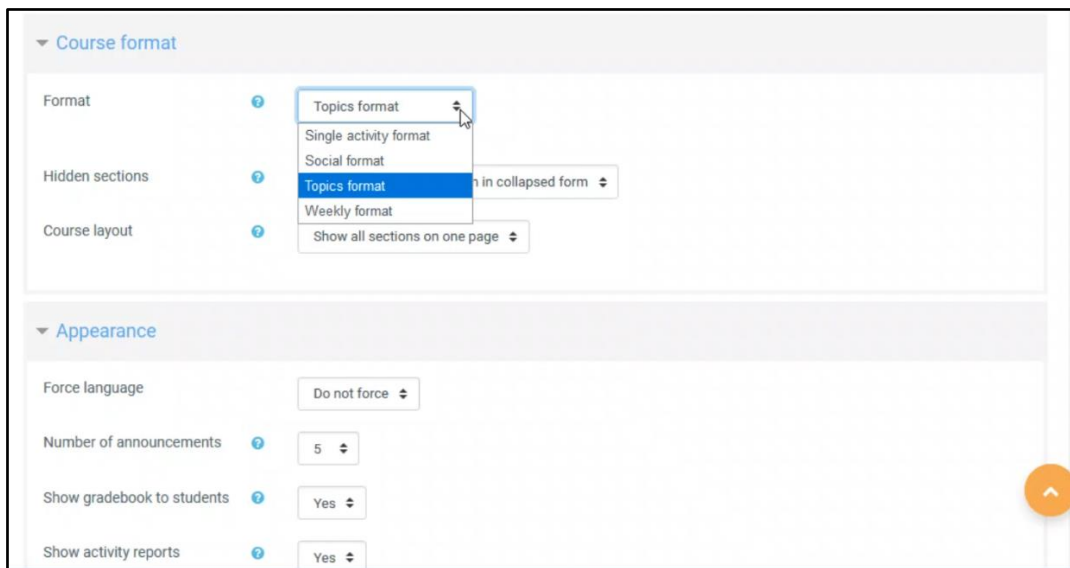 Course format
Format
Topics format
Single activity format
Social format
Topics format
Weekly format
Hidden sections
in collapsed form
Course layout
Show all sections on one page
Appearance
Force language
Do not force
Number of announcements
5
Show gradebook to students
Yes
Show activity reports
Yes